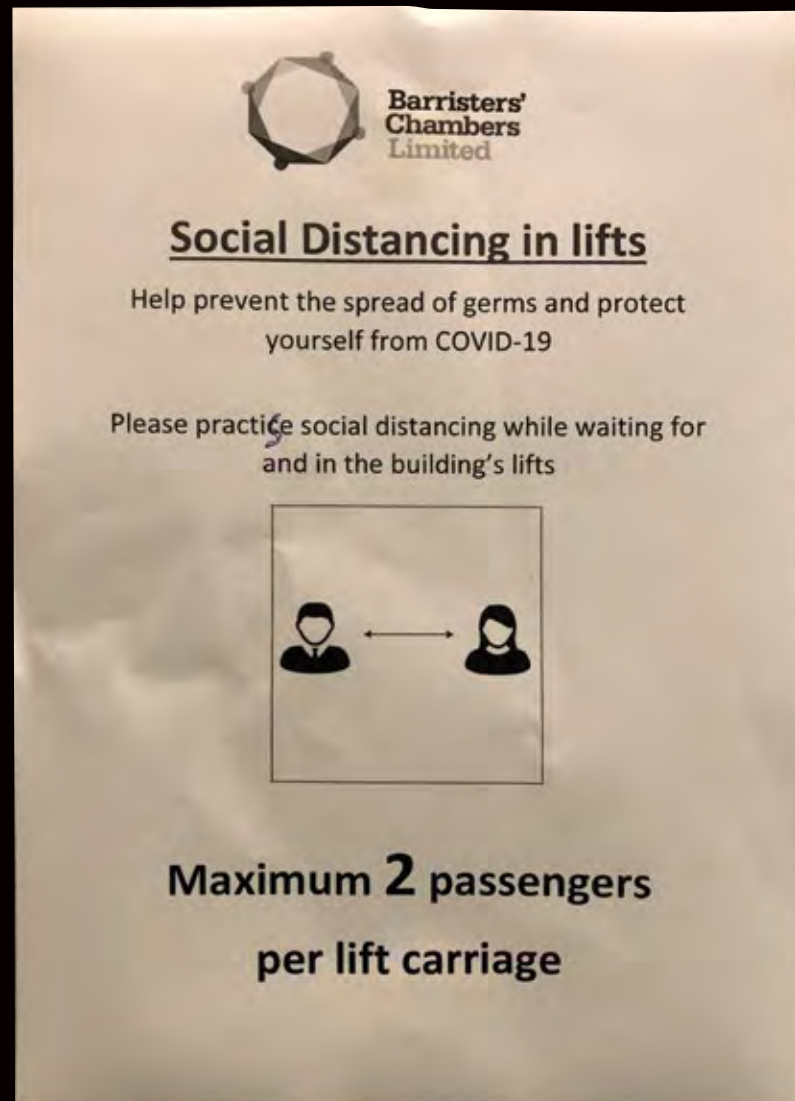 Barristers'
Chambers
Limited
Social Distancing in lifts
Help prevent the spread of germs and protect
yourself from COVID-19
Please practise social distancing while waiting for
and in the building's lifts
Maximum 2 passengers
per lift carriage